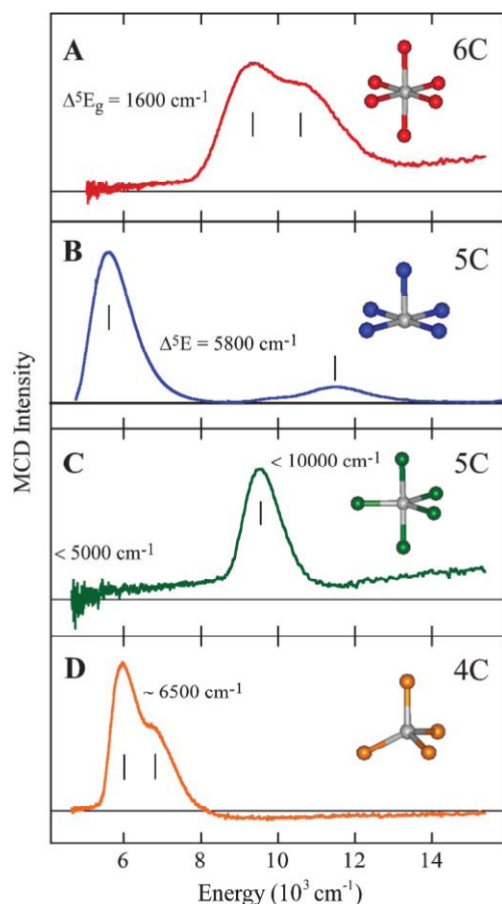 A
6C
Δ⁵E_g = 1600 cm⁻¹
B
5C
Δ⁵E = 5800 cm⁻¹
C
5C
< 10000 cm⁻¹
< 5000 cm⁻¹
D
4C
~ 6500 cm⁻¹
MCD Intensity
6 8 10 12 14
Energy (10³ cm⁻¹)